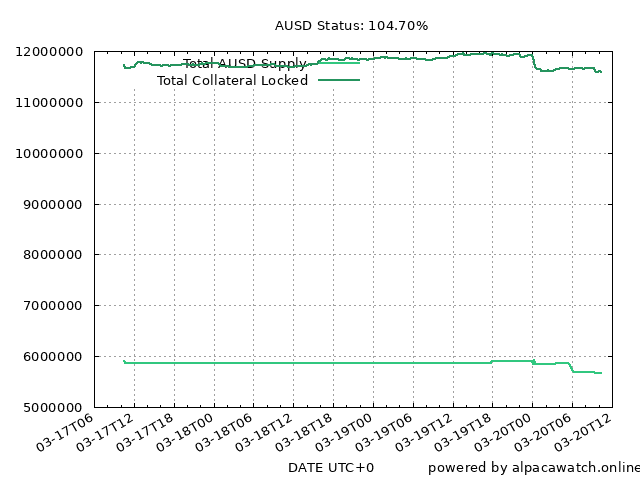 AUSD Status: 104.70%
12000000
11000000
10000000
9000000
8000000
7000000
6000000
5000000
Total AUSD Supply
Total Collateral Locked
03-17T06
03-17T12
03-17T18
03-18T00
03-18T06
03-18T12
03-18T18
03-19T00
03-19T06
03-19T12
03-19T18
03-20T00
03-20T06
03-20T12
DATE UTC+0
powered by alpacawatch.online